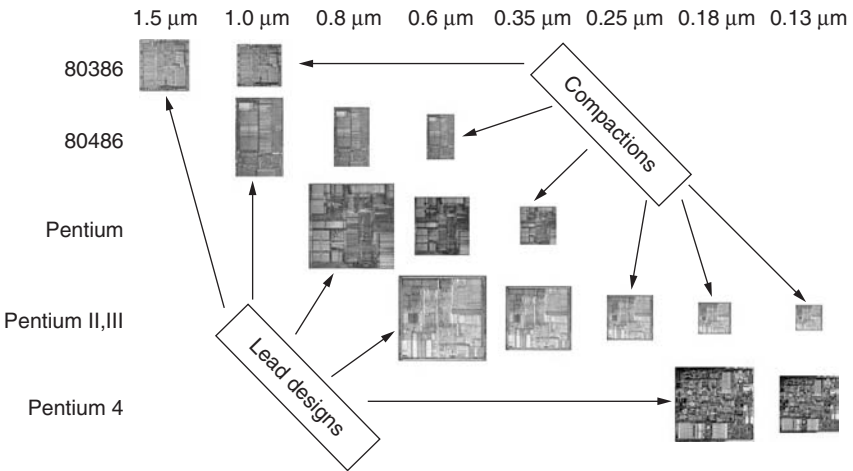 1.5 μm 1.0 μm 0.8 μm 0.6 μm 0.35 μm 0.25 μm 0.18 μm 0.13 μm
80386
Compactions
80486
Pentium
Pentium II,III
Lead designs
Pentium 4